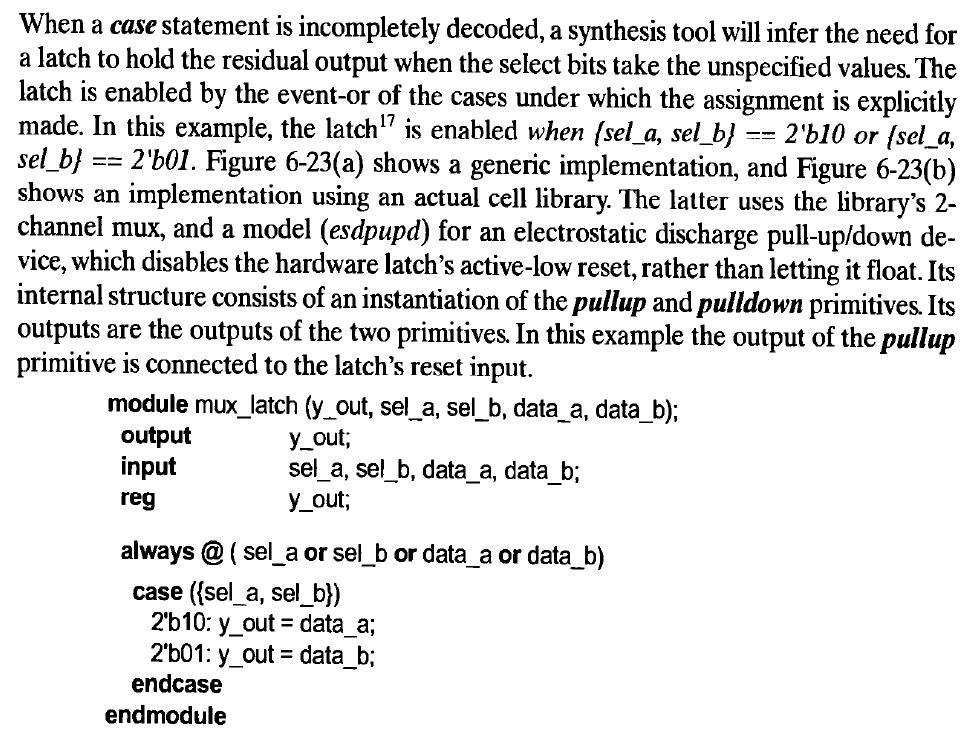 When a case statement is incompletely decoded, a synthesis tool will infer the need for
a latch to hold the residual output when the select bits take the unspecified values. The
latch is enabled by the event-or of the cases under which the assignment is explicitly
made. In this example, the latch17 is enabled when {sel_a, sel_b} == 2'b10 or {sel_a,
sel_b} == 2'b01. Figure 6-23(a) shows a generic implementation, and Figure 6-23(b)
shows an implementation using an actual cell library. The latter uses the library's 2-
channel mux, and a model (esdpupd) for an electrostatic discharge pull-up/down de-
vice, which disables the hardware latch's active-low reset, rather than letting it float. Its
internal structure consists of an instantiation of the pullup and pulldown primitives. Its
outputs are the outputs of the two primitives. In this example the output of the pullup
primitive is connected to the latch's reset input.
module mux_latch (y_out, sel_a, sel_b, data_a, data_b);
output y_out;
input sel_a, sel_b, data_a, data_b;
reg y_out;
always @ ( sel_a or sel_b or data_a or data_b)
case ({sel_a, sel_b})
2'b10: y_out = data_a;
2'b01: y_out = data_b;
endcase
endmodule